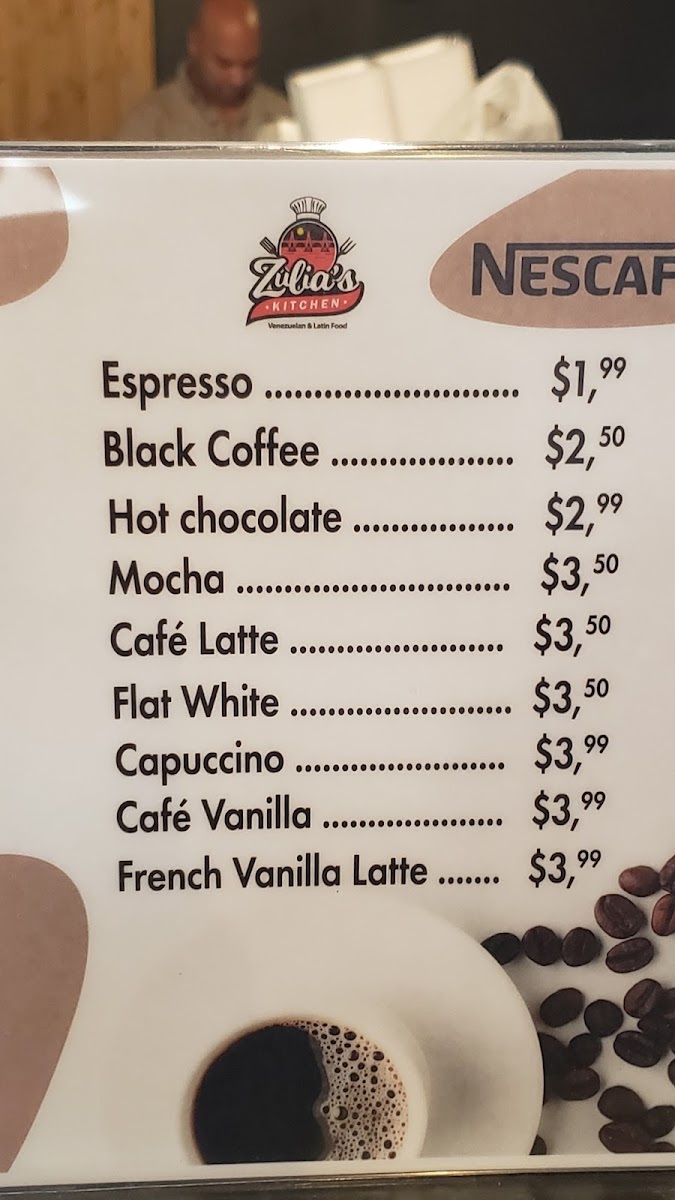 Zulia's
KITCHEN
Venezuelan & Latin Food
NESCAF
Espresso ........................... $1,99
Black Coffee ................... $2,50
Hot chocolate ................. $2,99
Mocha ............................. $3,50
Café Latte ....................... $3,50
Flat White ........................ $3,50
Capuccino ....................... $3,99
Café Vanilla .................... $3,99
French Vanilla Latte ....... $3,99